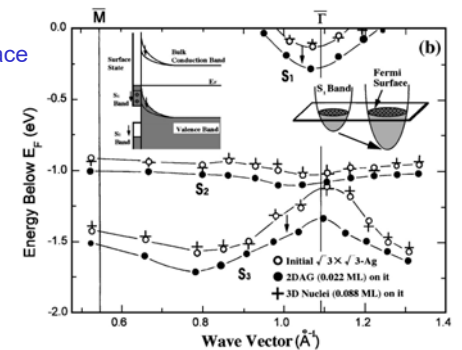 ace
M̅
Γ̅
(b)
0.0
-0.5
-1.0
-1.5
-2.0
Energy Below E_F (eV)
Surface
State
Bulk
Conduction Band
E_F
S₁
Band
S₂
Band
Valence Band
S₁
S₁ Band
Fermi
Surface
S₂
S₃
Initial √3×√3-Ag
2DAG (0.022 ML) on it
3D Nuclei (0.088 ML) on it
0.6
0.8
1.0
1.2
1.4
Wave Vector (Å⁻¹)